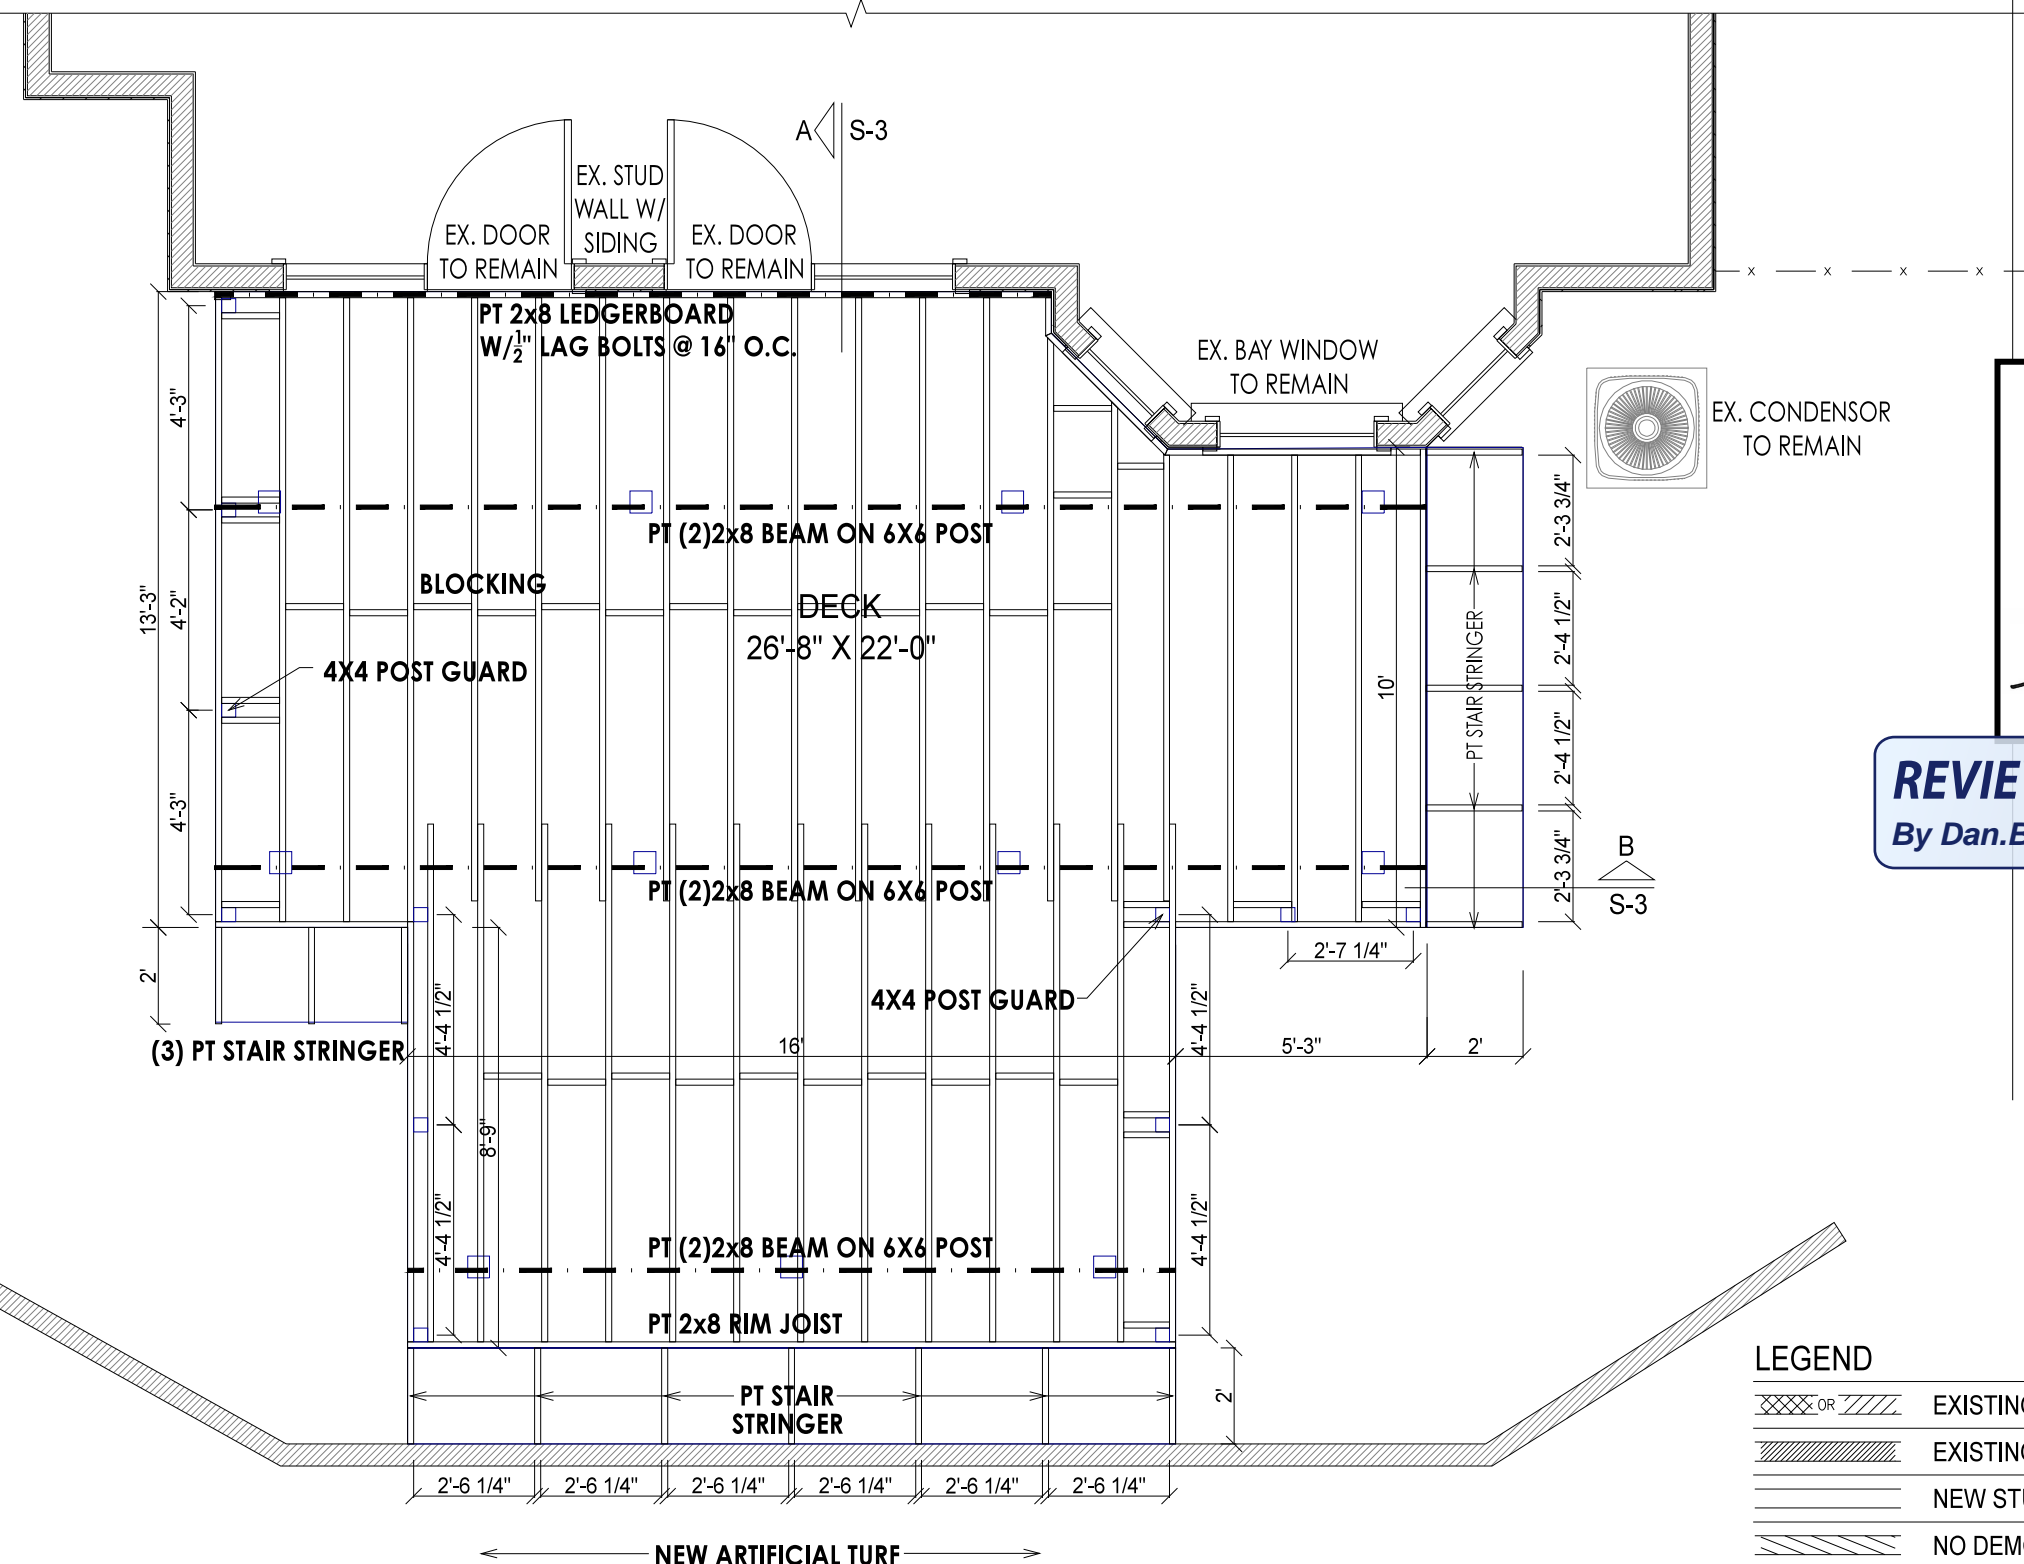 A
S-3
EX. STUD
WALL W/
SIDING
EX. DOOR
TO REMAIN
EX. DOOR
TO REMAIN
PT 2x8 LEDGERBOARD
W/½" LAG BOLTS @ 16" O.C.
EX. BAY WINDOW
TO REMAIN
EX. CONDENSOR
TO REMAIN
x
x
x
x
4'-3"
13'-3"
4'-2"
4'-3"
2'
PT (2)2x8 BEAM ON 6X6 POST
BLOCKING
DECK
26'-8" X 22'-0"
4X4 POST GUARD
10'
PT STAIR STRINGER
2'-3 3/4"
2'-4 1/2"
2'-4 1/2"
2'-3 3/4"
REVIE
By Dan.B
B
S-3
PT (2)2x8 BEAM ON 6X6 POST
2'-7 1/4"
4X4 POST GUARD
(3) PT STAIR STRINGER
4'-4 1/2"
16'
4'-4 1/2"
5'-3"
2'
8'-9"
4'-4 1/2"
4'-4 1/2"
PT (2)2x8 BEAM ON 6X6 POST
PT 2x8 RIM JOIST
PT STAIR
STRINGER
2'
2'-6 1/4"
2'-6 1/4"
2'-6 1/4"
2'-6 1/4"
2'-6 1/4"
2'-6 1/4"
NEW ARTIFICIAL TURF
LEGEND
OR
EXISTING
EXISTING
NEW STU
NO DEMO